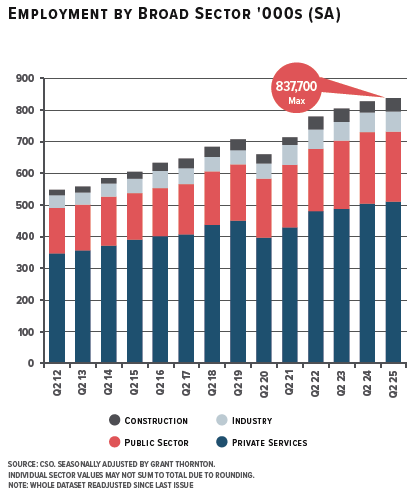 Employment by Broad Sector '000s (SA)
837,700
Max
900
800
700
600
500
400
300
200
100
0
Q2 12
Q2 13
Q2 14
Q2 15
Q2 16
Q2 17
Q2 18
Q2 19
Q2 20
Q2 21
Q2 22
Q2 23
Q2 24
Q2 25
Construction
Industry
Public Sector
Private Services
SOURCE: CSO. SEASONALLY ADJUSTED BY GRANT THORNTON.
INDIVIDUAL SECTOR VALUES MAY NOT SUM TO TOTAL DUE TO ROUNDING.
NOTE: WHOLE DATASET READJUSTED SINCE LAST ISSUE